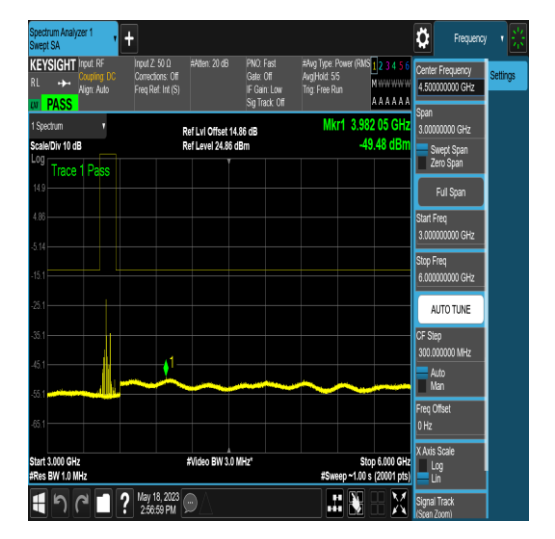 Spectrum Analyzer 1
Swept SA
+
Frequency
KEYSIGHT
RL
Input: RF
Coupling: DC
Align: Auto
Input Z: 50 Ω
Corrections: Off
Freq Ref: Int (S)
#Atten: 20 dB
PNO: Fast
Gate: Off
IF Gain: Low
Sig Track: Off
#Avg Type: Power (RMS
Avg|Hold: 5/5
Trig: Free Run
1 2 3 4 5 6
M W W W W W
A A A A A A
PASS
1 Spectrum
Scale/Div 10 dB
Ref Lvl Offset 14.86 dB
Ref Level 24.86 dBm
Mkr1 3.982 05 GHz
-49.48 dBm
Log
Trace 1 Pass
14.9
4.86
-5.14
-15.1
-25.1
-35.1
-45.1
-55.1
-65.1
1
Start 3.000 GHz
#Res BW 1.0 MHz
#Video BW 3.0 MHz*
Stop 6.000 GHz
#Sweep ~1.00 s (20001 pts)
?
May 18, 2023
2:56:59 PM
Center Frequency
4.500000000 GHz
Settings
Span
3.00000000 GHz
Swept Span
Zero Span
Full Span
Start Freq
3.000000000 GHz
Stop Freq
6.000000000 GHz
AUTO TUNE
CF Step
300.000000 MHz
Auto
Man
Freq Offset
0 Hz
X Axis Scale
Log
Lin
Signal Track
(Span Zoom)